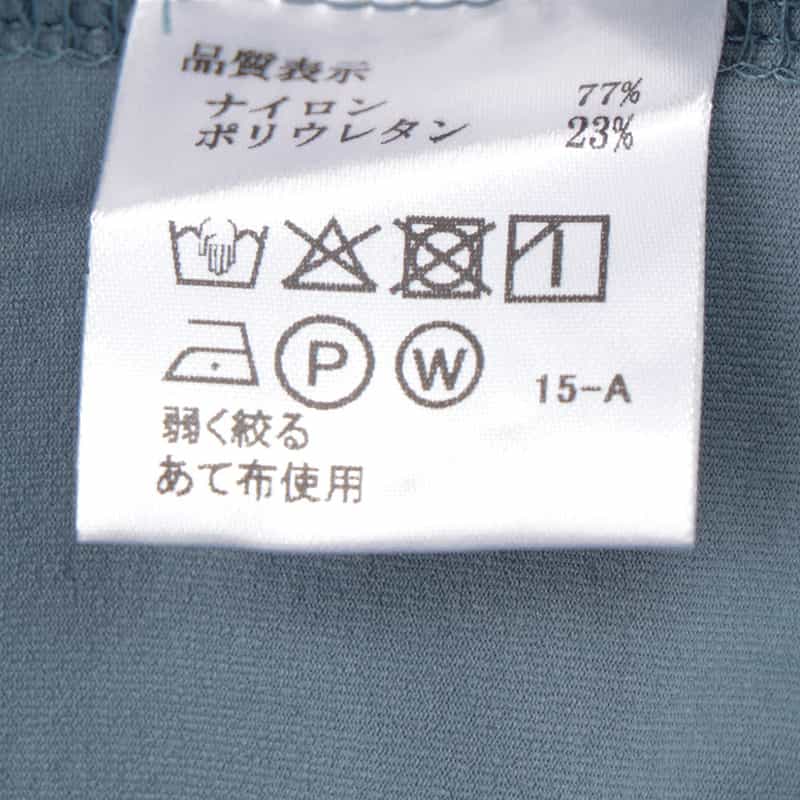 品質表示
ナイロン 77%
ポリウレタン 23%
P W 15-A
弱く絞る
あて布使用